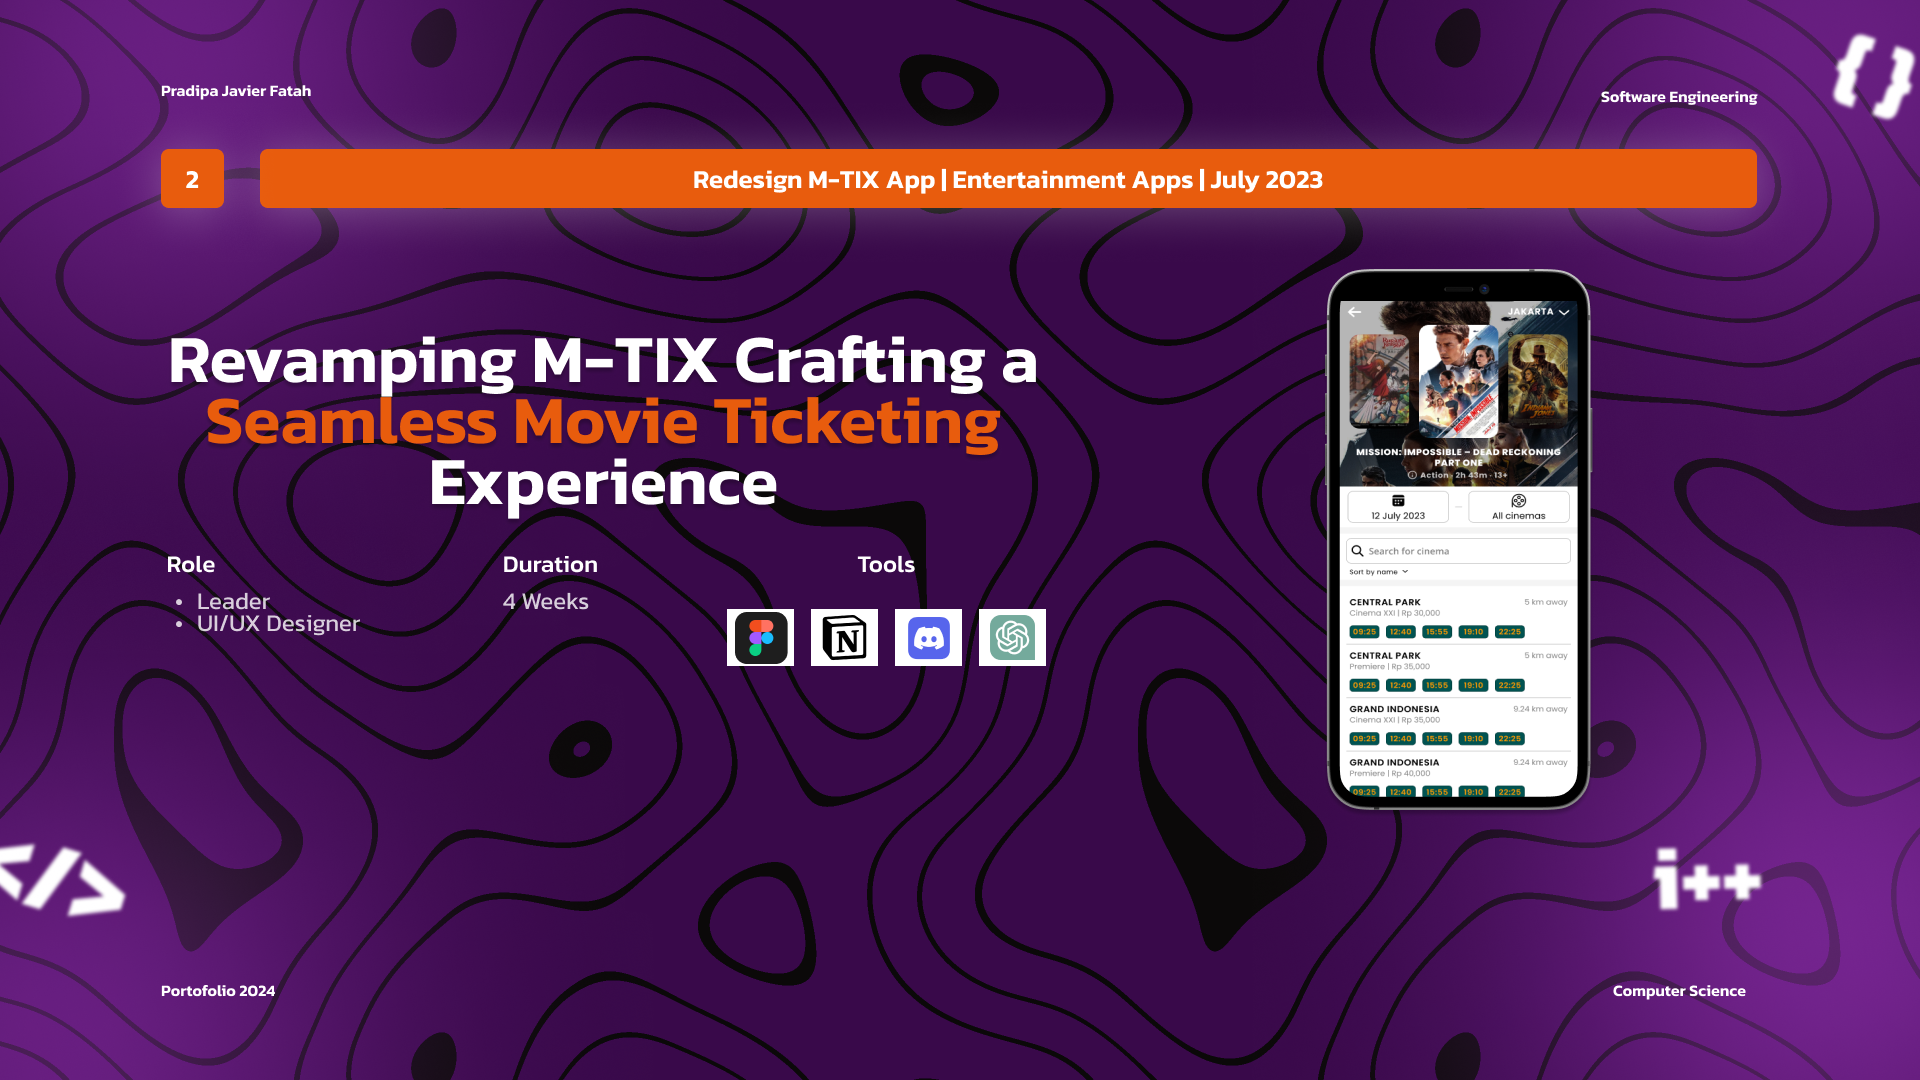 Pradipa Javier Fatah
Software Engineering
{ }
2
Redesign M-TIX App | Entertainment Apps | July 2023
Revamping M-TIX Crafting a
Seamless Movie Ticketing
Experience
Role
• Leader
• UI/UX Designer
Duration
4 Weeks
Tools
N
JAKARTA
INDIANA JONES
MISSION: IMPOSSIBLE – DEAD RECKONING
PART ONE
Action · 2h 43m · 13+
12 July 2023
All cinemas
Search for cinema
Sort by name
CENTRAL PARK
5 km away
Cinema XXI | Rp 30,000
09:25 12:40 15:55 19:10 22:25
CENTRAL PARK
5 km away
Premiere | Rp 35,000
09:25 12:40 15:55 19:10 22:25
GRAND INDONESIA
9.24 km away
Cinema XXI | Rp 35,000
09:25 12:40 15:55 19:10 22:25
GRAND INDONESIA
9.24 km away
Premiere | Rp 40,000
09:25 12:40 15:55 19:10 22:25
</>
i++
Portofolio 2024
Computer Science